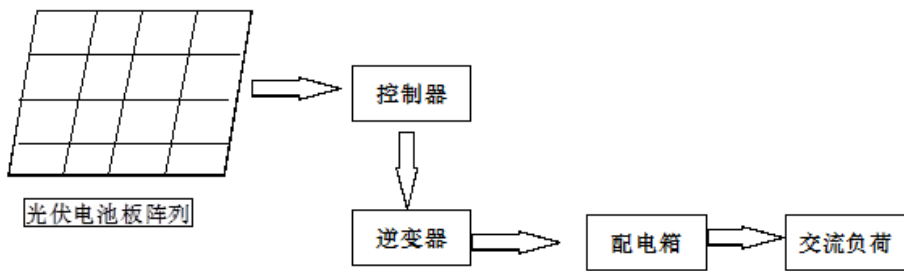 控制器
光伏电池板阵列
逆变器
配电箱
交流负荷